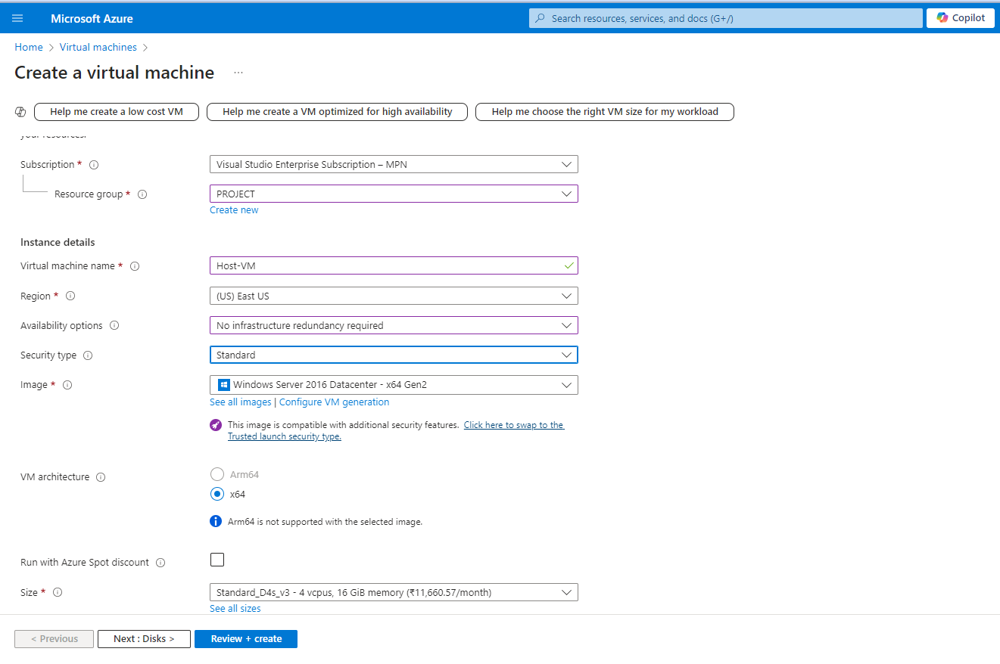 Microsoft Azure
Search resources, services, and docs (G+/)
Copilot
Home > Virtual machines >
Create a virtual machine ...
Help me create a low cost VM
Help me create a VM optimized for high availability
Help me choose the right VM size for my workload
your resources.
Subscription *
Visual Studio Enterprise Subscription – MPN
Resource group *
PROJECT
Create new
Instance details
Virtual machine name *
Host-VM
Region *
(US) East US
Availability options
No infrastructure redundancy required
Security type
Standard
Image *
Windows Server 2016 Datacenter - x64 Gen2
See all images | Configure VM generation
This image is compatible with additional security features. Click here to swap to the
Trusted launch security type.
VM architecture
Arm64
x64
Arm64 is not supported with the selected image.
Run with Azure Spot discount
Size *
Standard_D4s_v3 - 4 vcpus, 16 GiB memory (₹11,660.57/month)
See all sizes
< Previous
Next : Disks >
Review + create